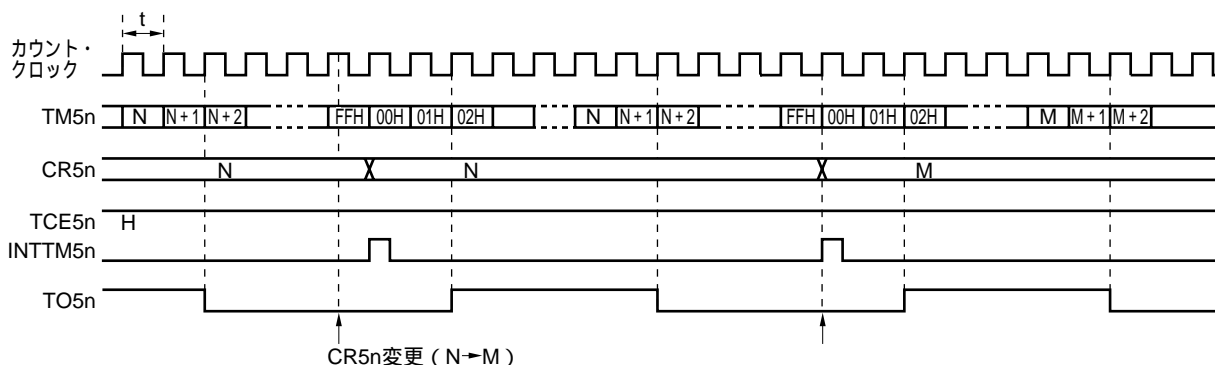 t
カウント・
クロック
TM5n N N + 1 N + 2 FFH 00H 01H 02H N N + 1 N + 2 FFH 00H 01H 02H M M + 1 M + 2
CR5n N N M
TCE5n H
INTTM5n
TO5n
CR5n変更（N→M）